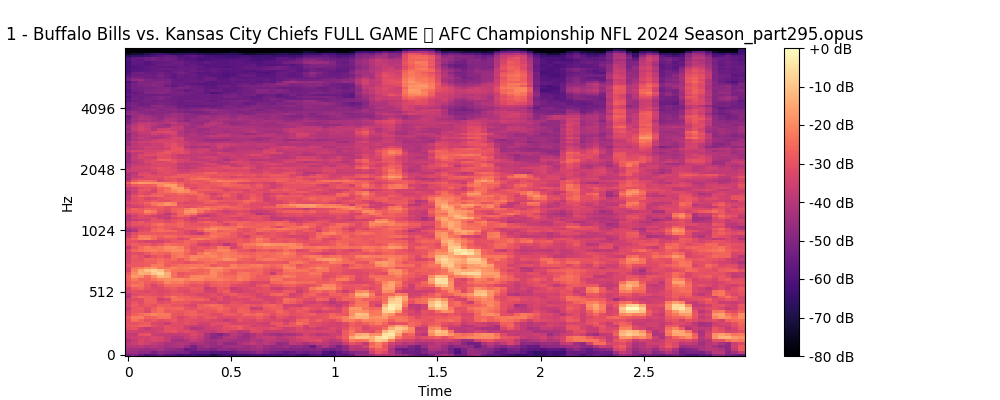 1 - Buffalo Bills vs. Kansas City Chiefs FULL GAME ▯ AFC Championship NFL 2024 Season_part295.opus
Hz
4096
2048
1024
512
0
0
0.5
1
1.5
2
2.5
Time
+0 dB
-10 dB
-20 dB
-30 dB
-40 dB
-50 dB
-60 dB
-70 dB
-80 dB